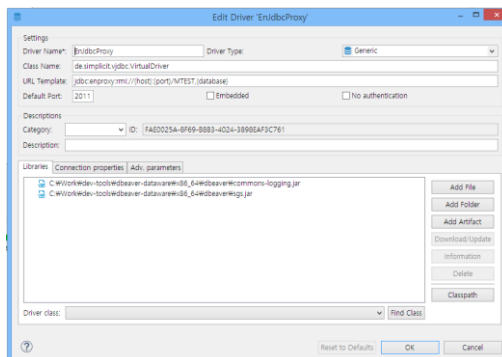 Edit Driver 'EnJdbcProxy'
Settings
Driver Name*: EnJdbcProxy Driver Type: Generic
Class Name: de.simplicit.vjdbc.VirtualDriver
URL Template: jdbc:enproxy:rmi://{host}:{port}/MTEST,{database}
Default Port: 2011 Embedded No authentication
Descriptions
Category: ID: FAE0025A-8F69-8883-4024-3898EAF3C761
Description:
Libraries Connection properties Adv. parameters
C:₩Work₩dev-tools₩dbeaver-dataware₩x86_64₩dbeaver₩commons-logging.jar
C:₩Work₩dev-tools₩dbeaver-dataware₩x86_64₩dbeaver₩sgs.jar
Add File
Add Folder
Add Artifact
Download/Update
Information
Delete
Classpath
Driver class: Find Class
Reset to Defaults OK Cancel